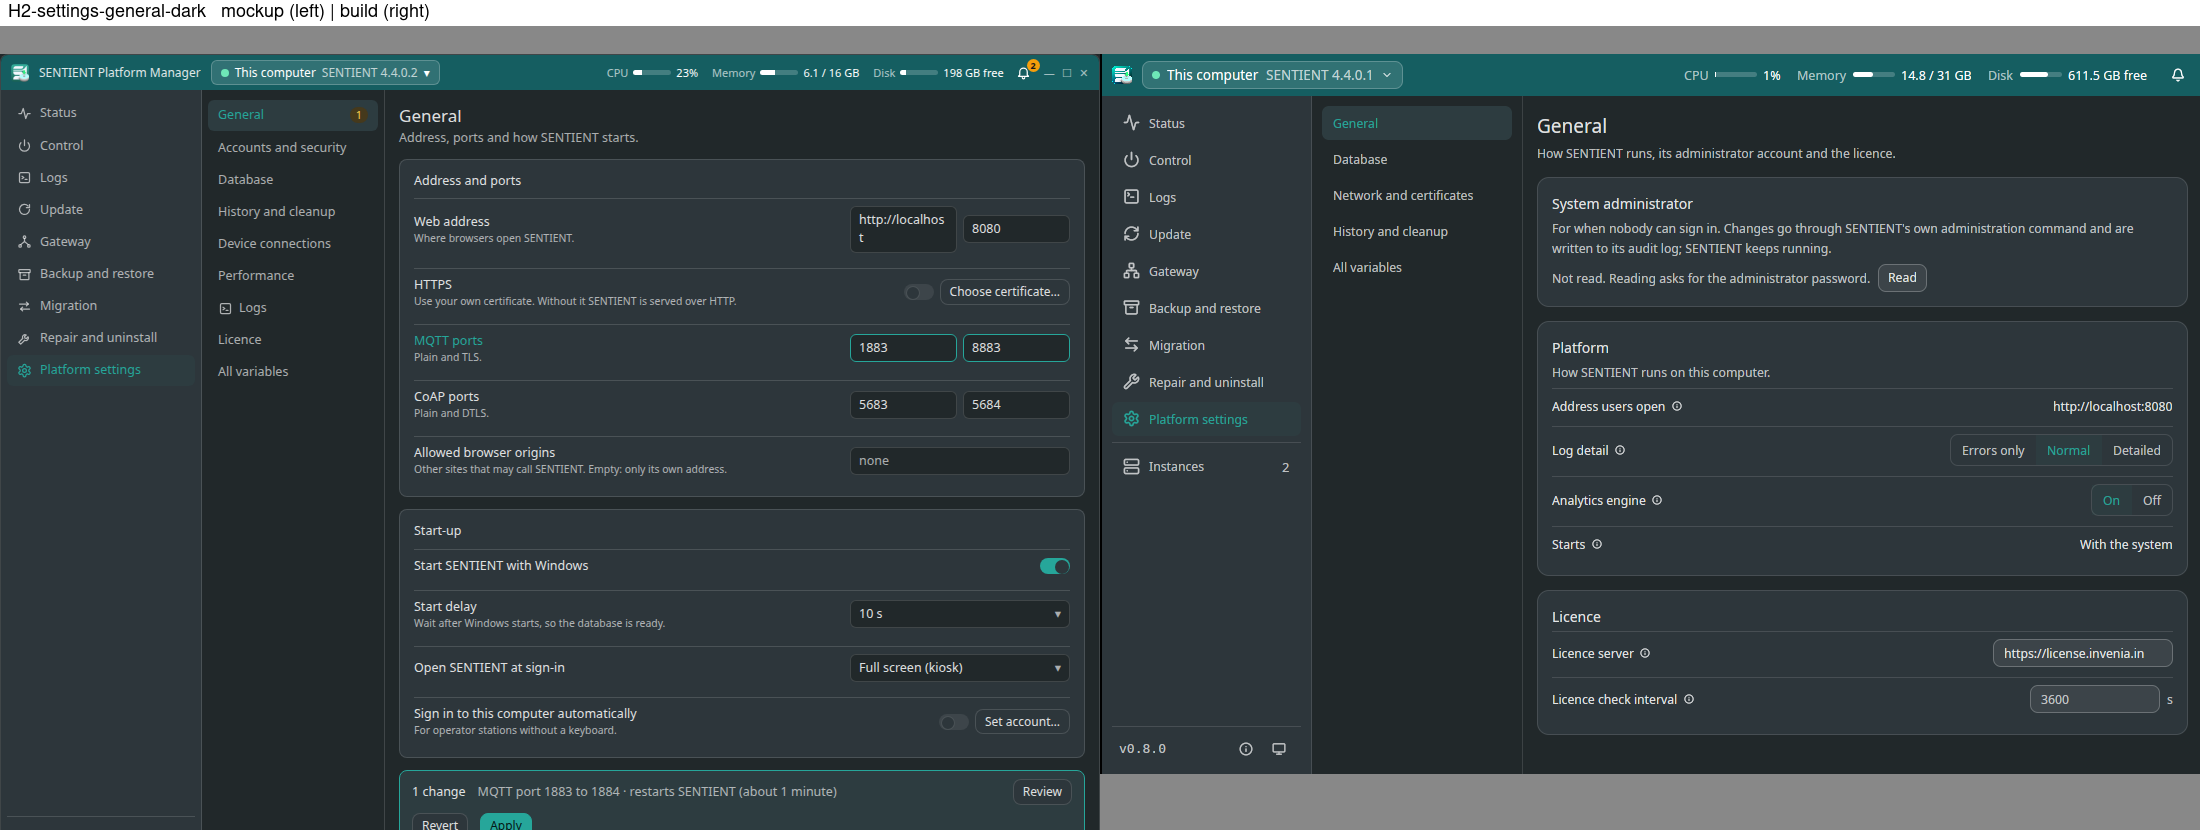 H2-settings-general-dark mockup (left) | build (right)
SENTIENT Platform Manager
This computer SENTIENT 4.4.0.2
CPU 23% Memory 6.1 / 16 GB Disk 198 GB free 2
Status
Control
Logs
Update
Gateway
Backup and restore
Migration
Repair and uninstall
Platform settings
General 1
Accounts and security
Database
History and cleanup
Device connections
Performance
Logs
Licence
All variables
General
Address, ports and how SENTIENT starts.
Address and ports
Web address
Where browsers open SENTIENT.
http://localhos
t
8080
HTTPS
Use your own certificate. Without it SENTIENT is served over HTTP.
Choose certificate...
MQTT ports
Plain and TLS.
1883
8883
CoAP ports
Plain and DTLS.
5683
5684
Allowed browser origins
Other sites that may call SENTIENT. Empty: only its own address.
none
Start-up
Start SENTIENT with Windows
Start delay
Wait after Windows starts, so the database is ready.
10 s
Open SENTIENT at sign-in
Full screen (kiosk)
Sign in to this computer automatically
For operator stations without a keyboard.
Set account...
1 change MQTT port 1883 to 1884 · restarts SENTIENT (about 1 minute)
Review
Revert
Apply
This computer SENTIENT 4.4.0.1
CPU 1% Memory 14.8 / 31 GB Disk 611.5 GB free
Status
Control
Logs
Update
Gateway
Backup and restore
Migration
Repair and uninstall
Platform settings
Instances 2
v0.8.0
General
Database
Network and certificates
History and cleanup
All variables
General
How SENTIENT runs, its administrator account and the licence.
System administrator
For when nobody can sign in. Changes go through SENTIENT's own administration command and are
written to its audit log; SENTIENT keeps running.
Not read. Reading asks for the administrator password.
Read
Platform
How SENTIENT runs on this computer.
Address users open
http://localhost:8080
Log detail
Errors only Normal Detailed
Analytics engine
On Off
Starts
With the system
Licence
Licence server
https://license.invenia.in
Licence check interval
3600 s